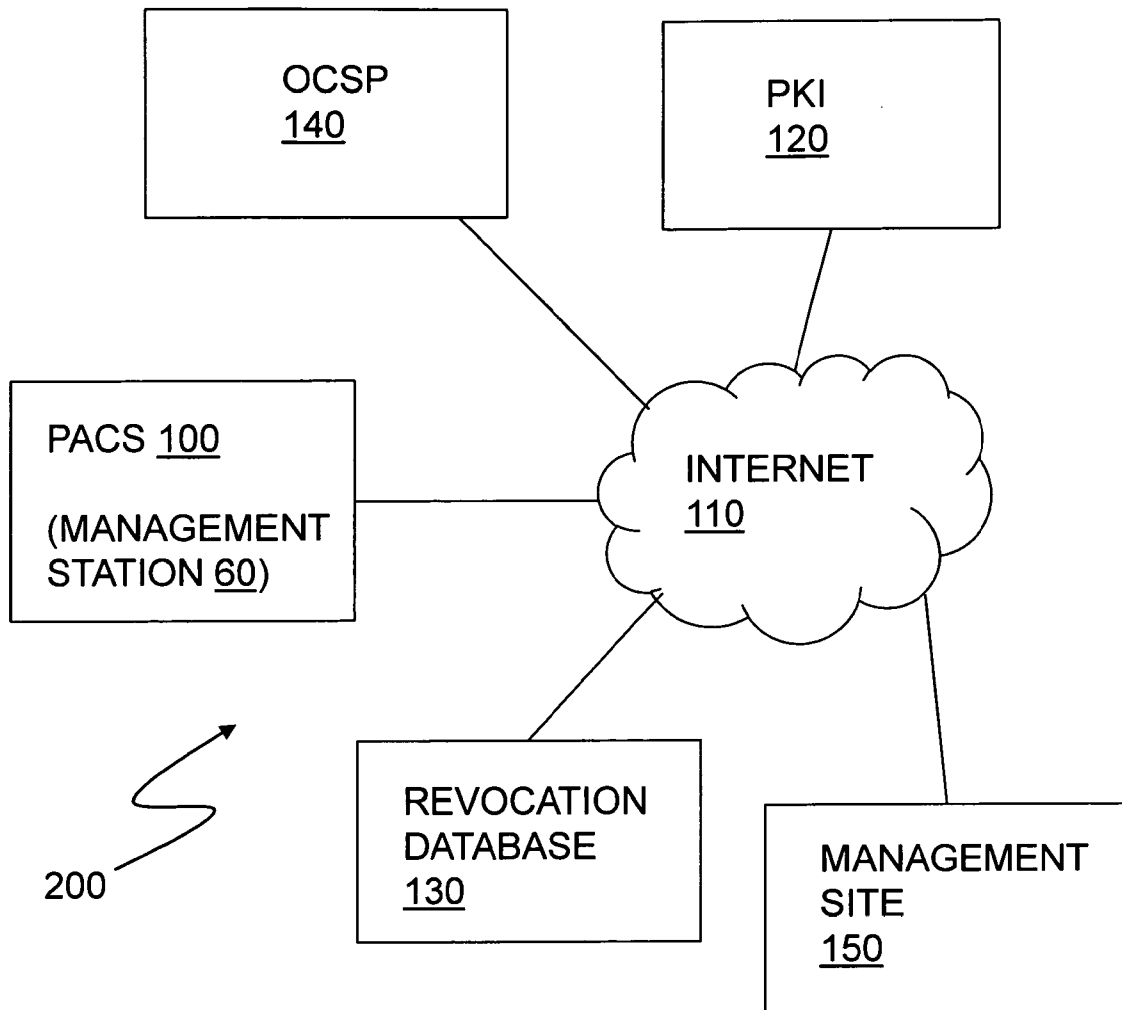 OCSP
140
PKI
120
PACS 100
(MANAGEMENT
STATION 60)
INTERNET
110
REVOCATION
DATABASE
130
MANAGEMENT
SITE
150
200